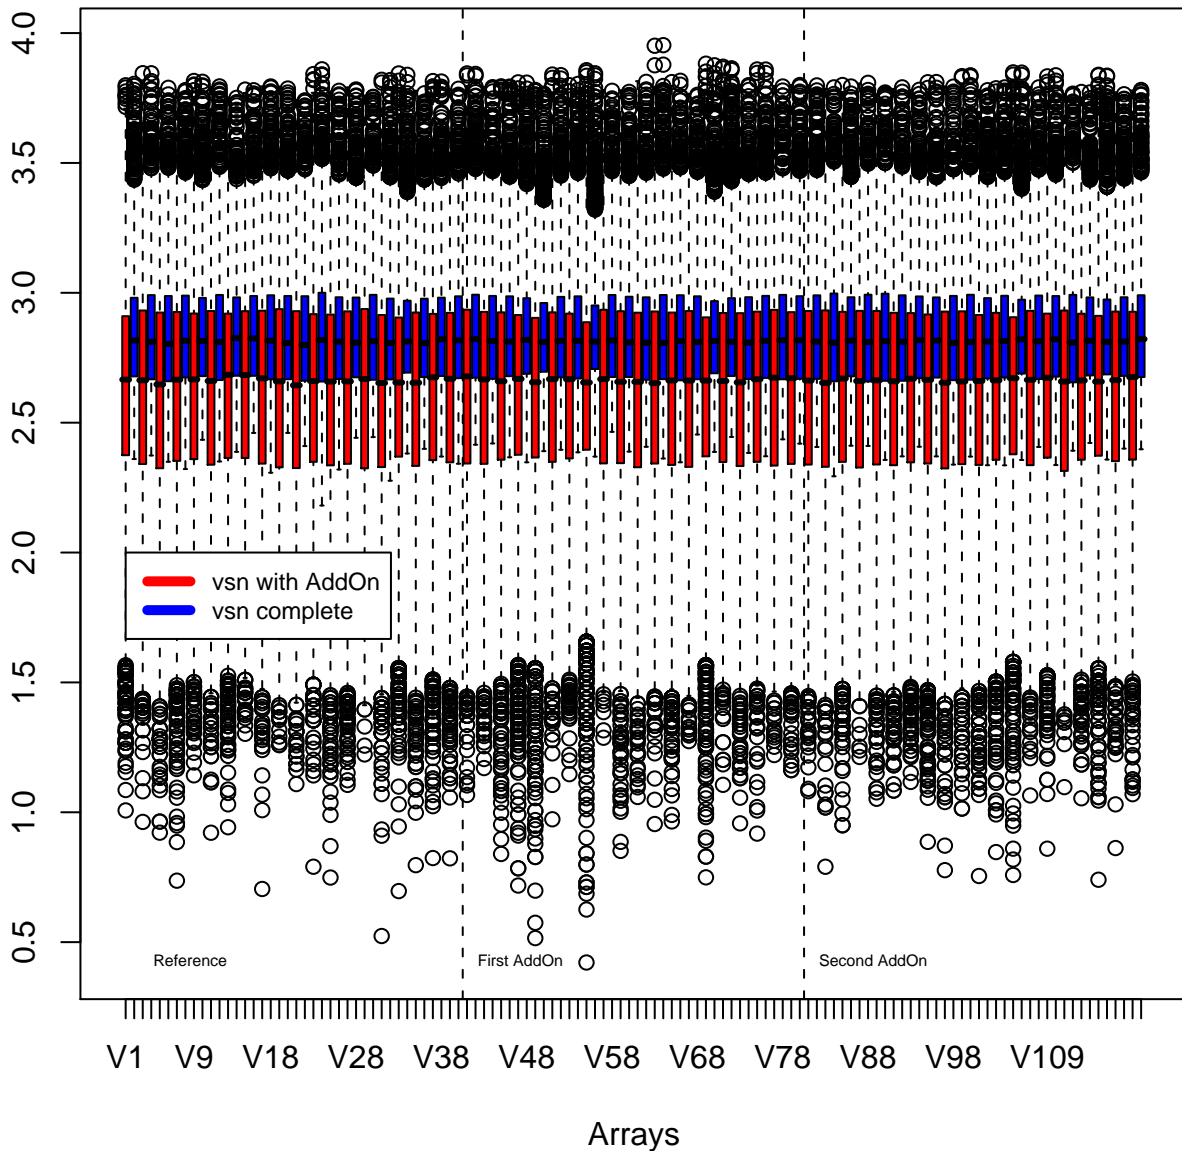 4.0
3.5
3.0
2.5
2.0
1.5
1.0
0.5
vsn with AddOn
vsn complete
Reference First AddOn Second AddOn
V1 V9 V18 V28 V38 V48 V58 V68 V78 V88 V98 V109
Arrays